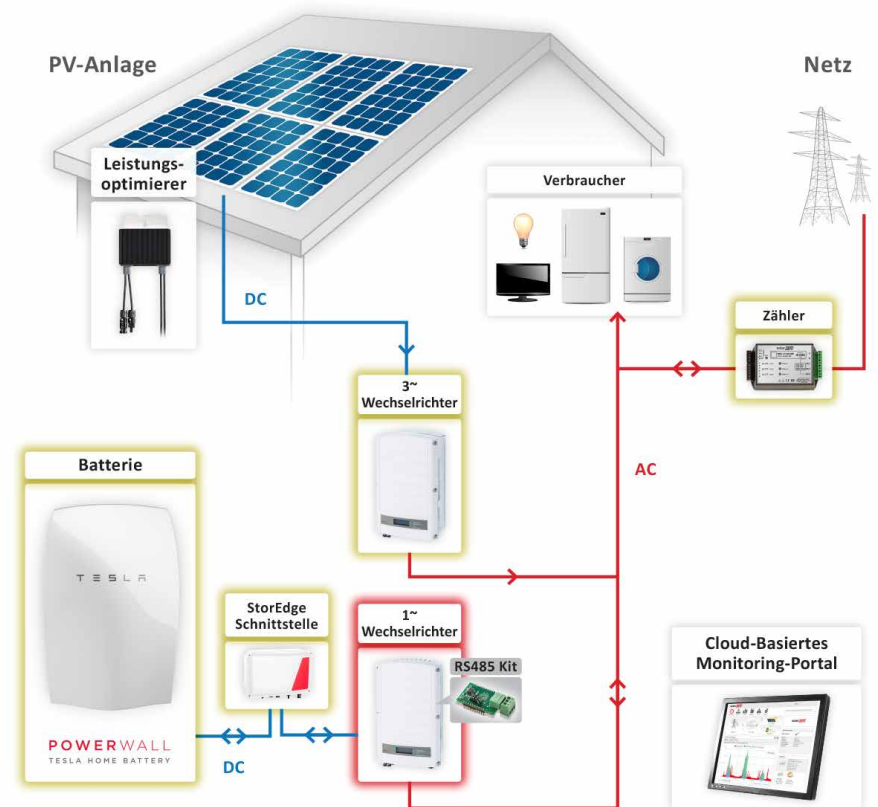 PV-Anlage
Netz
Leistungs-
optimierer
Verbraucher
DC
Zähler
3~
Wechselrichter
AC
Batterie
TESLA
StorEdge
Schnittstelle
1~
Wechselrichter
RS485 Kit
Cloud-Basiertes
Monitoring-Portal
POWERWALL
TESLA HOME BATTERY
DC